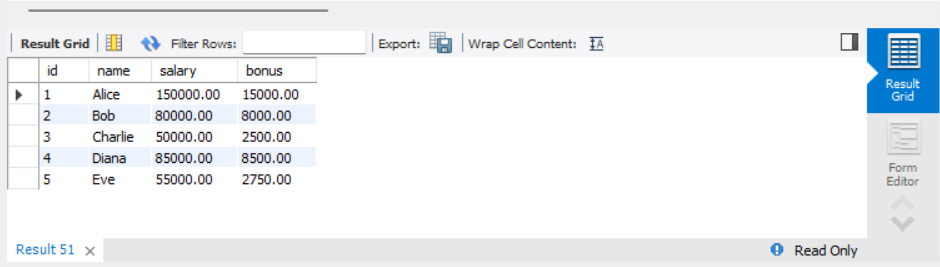 Result Grid Filter Rows: Export: Wrap Cell Content: IA
id name salary bonus
1 Alice 150000.00 15000.00
2 Bob 80000.00 8000.00
3 Charlie 50000.00 2500.00
4 Diana 85000.00 8500.00
5 Eve 55000.00 2750.00
Result
Grid
Form
Editor
Result 51 × Read Only